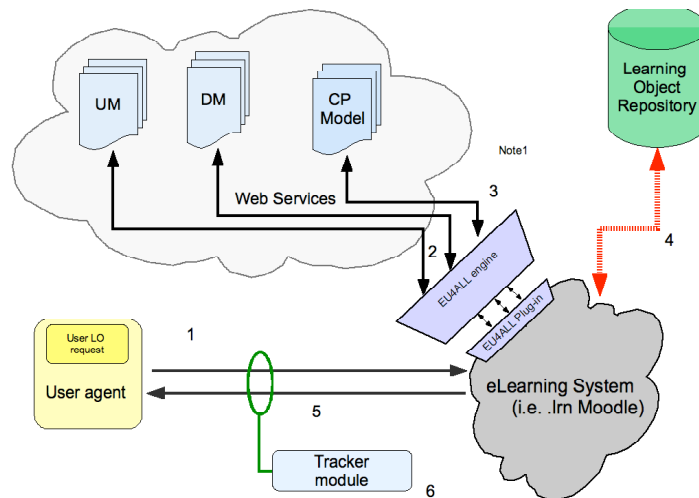 UM
DM
CP
Model
Learning
Object
Repository
Note1
Web Services
3
2
4
EU4ALL engine
EU4ALL Plug-in
User LO
request
User agent
1
5
eLearning System
(i.e. .lrn Moodle)
Tracker
module
6